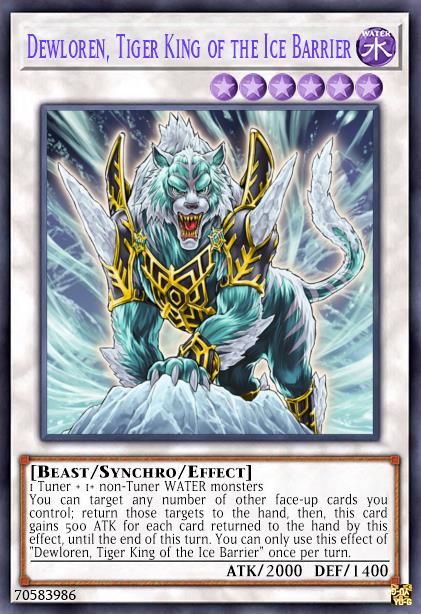 Dewloren, Tiger King of the Ice Barrier
WATER
水
[Beast/Synchro/Effect]
1 Tuner + 1+ non-Tuner WATER monsters
You can target any number of other face-up cards you
control; return those targets to the hand, then, this card
gains 500 ATK for each card returned to the hand by this
effect, until the end of this turn. You can only use this effect of
"Dewloren, Tiger King of the Ice Barrier" once per turn.
ATK/2000 DEF/1400
70583986